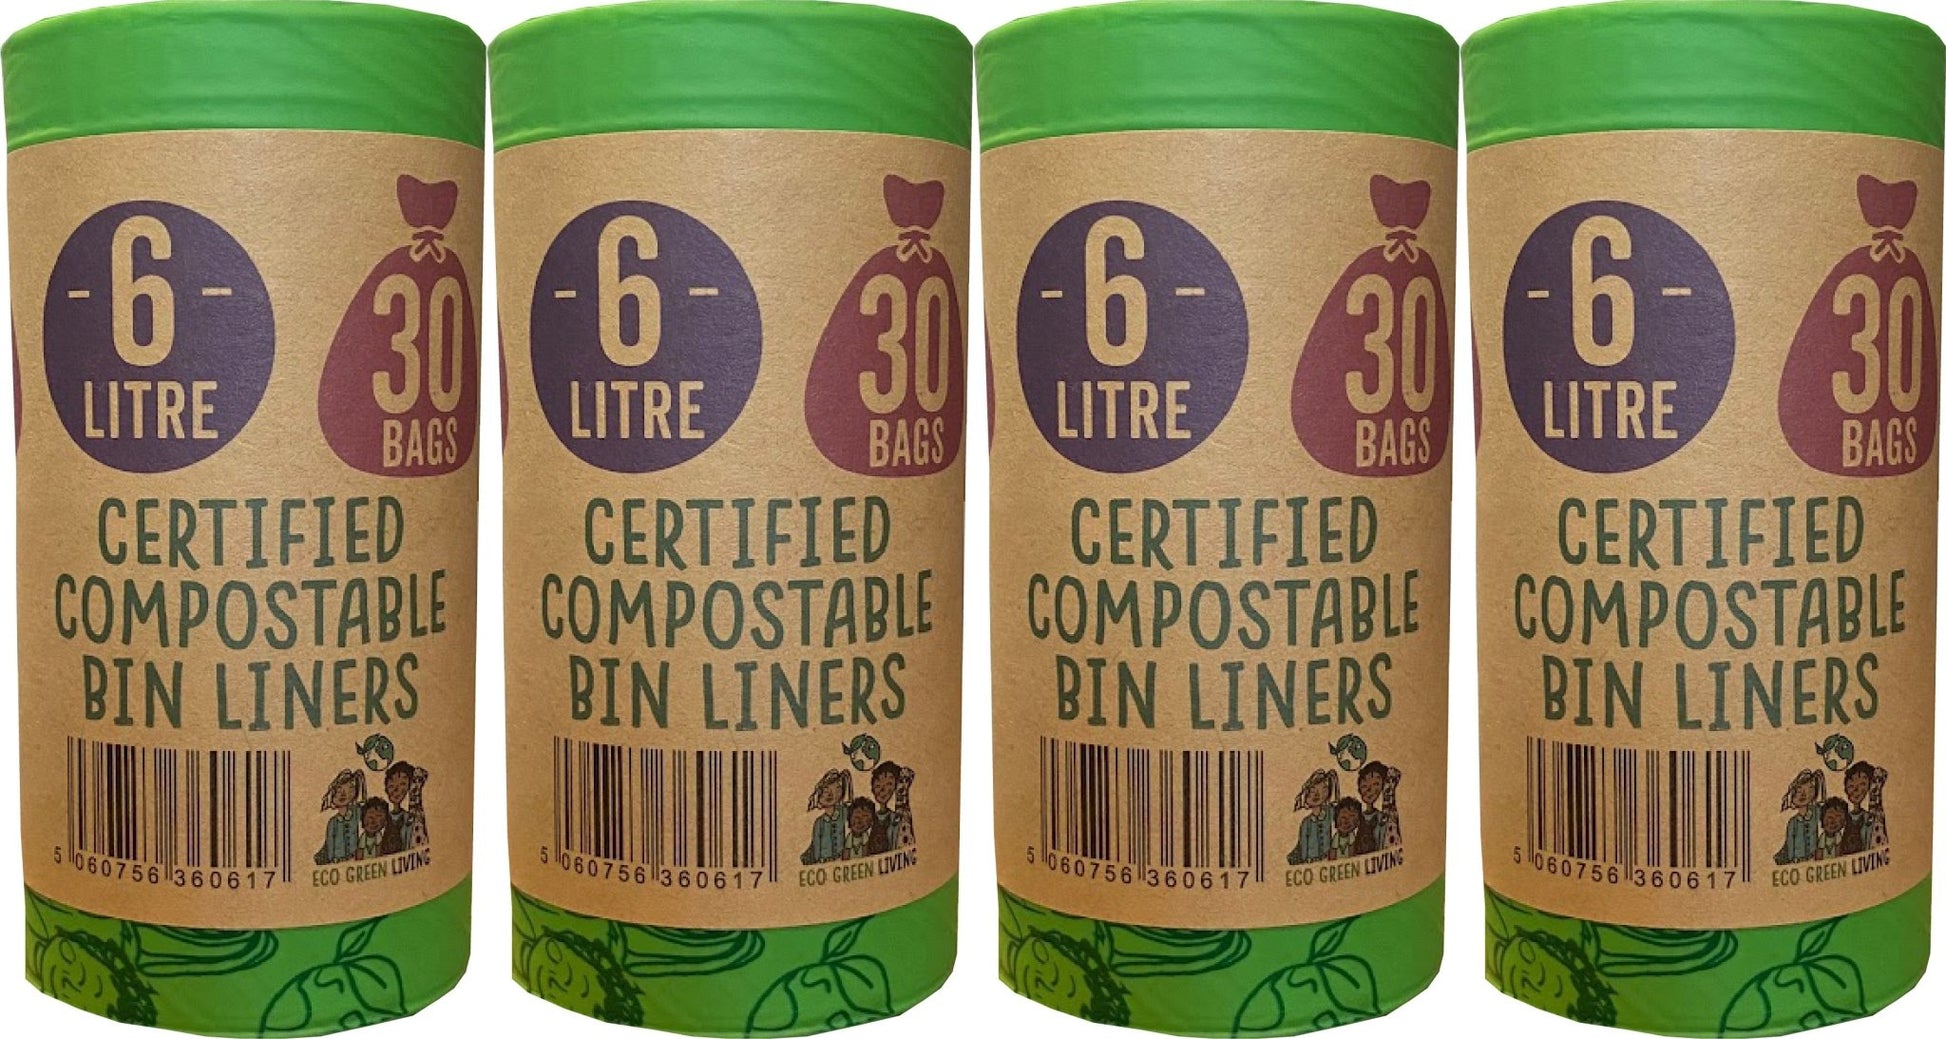 - 6 -
LITRE
30
BAGS
CERTIFIED
COMPOSTABLE
BIN LINERS
5 060756 360617
ECO GREEN LIVING
- 6 -
LITRE
30
BAGS
CERTIFIED
COMPOSTABLE
BIN LINERS
5 060756 360617
ECO GREEN LIVING
- 6 -
LITRE
30
BAGS
CERTIFIED
COMPOSTABLE
BIN LINERS
5 060756 360617
ECO GREEN LIVING
- 6 -
LITRE
30
BAGS
CERTIFIED
COMPOSTABLE
BIN LINERS
5 060756 360617
ECO GREEN LIVING